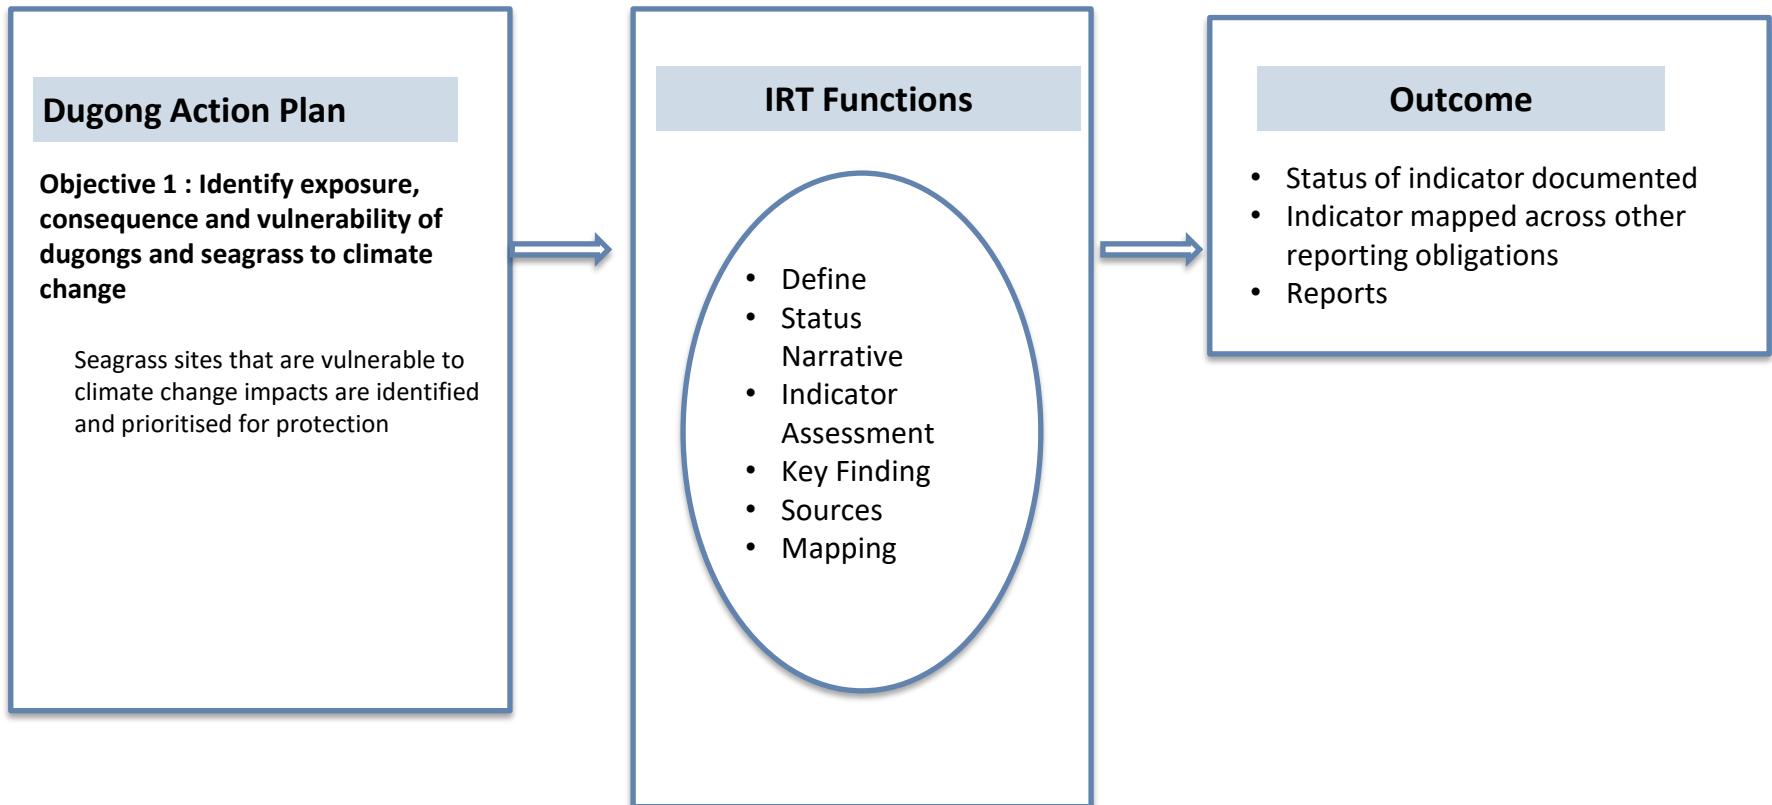 Dugong Action Plan
Objective 1 : Identify exposure,
consequence and vulnerability of
dugongs and seagrass to climate
change
Seagrass sites that are vulnerable to
climate change impacts are identified
and prioritised for protection
IRT Functions
• Define
• Status
Narrative
• Indicator
Assessment
• Key Finding
• Sources
• Mapping
Outcome
• Status of indicator documented
• Indicator mapped across other
reporting obligations
• Reports